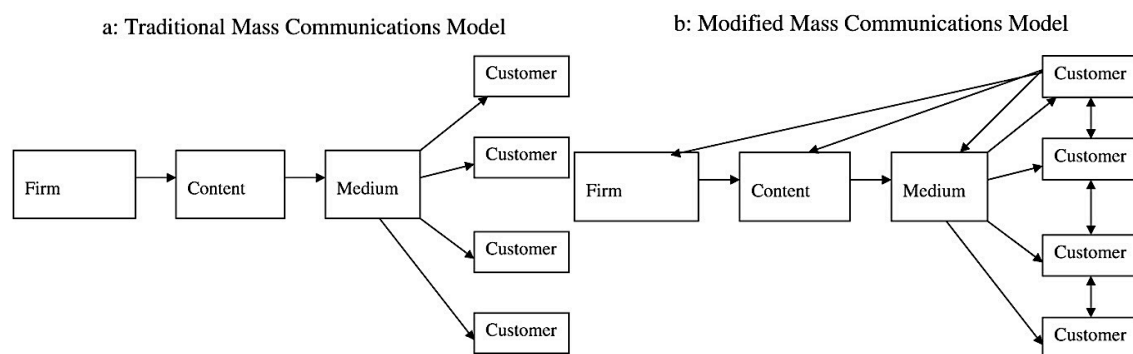 a: Traditional Mass Communications Model
Customer
Customer
Firm
Content
Medium
Customer
Customer
b: Modified Mass Communications Model
Customer
Customer
Firm
Content
Medium
Customer
Customer